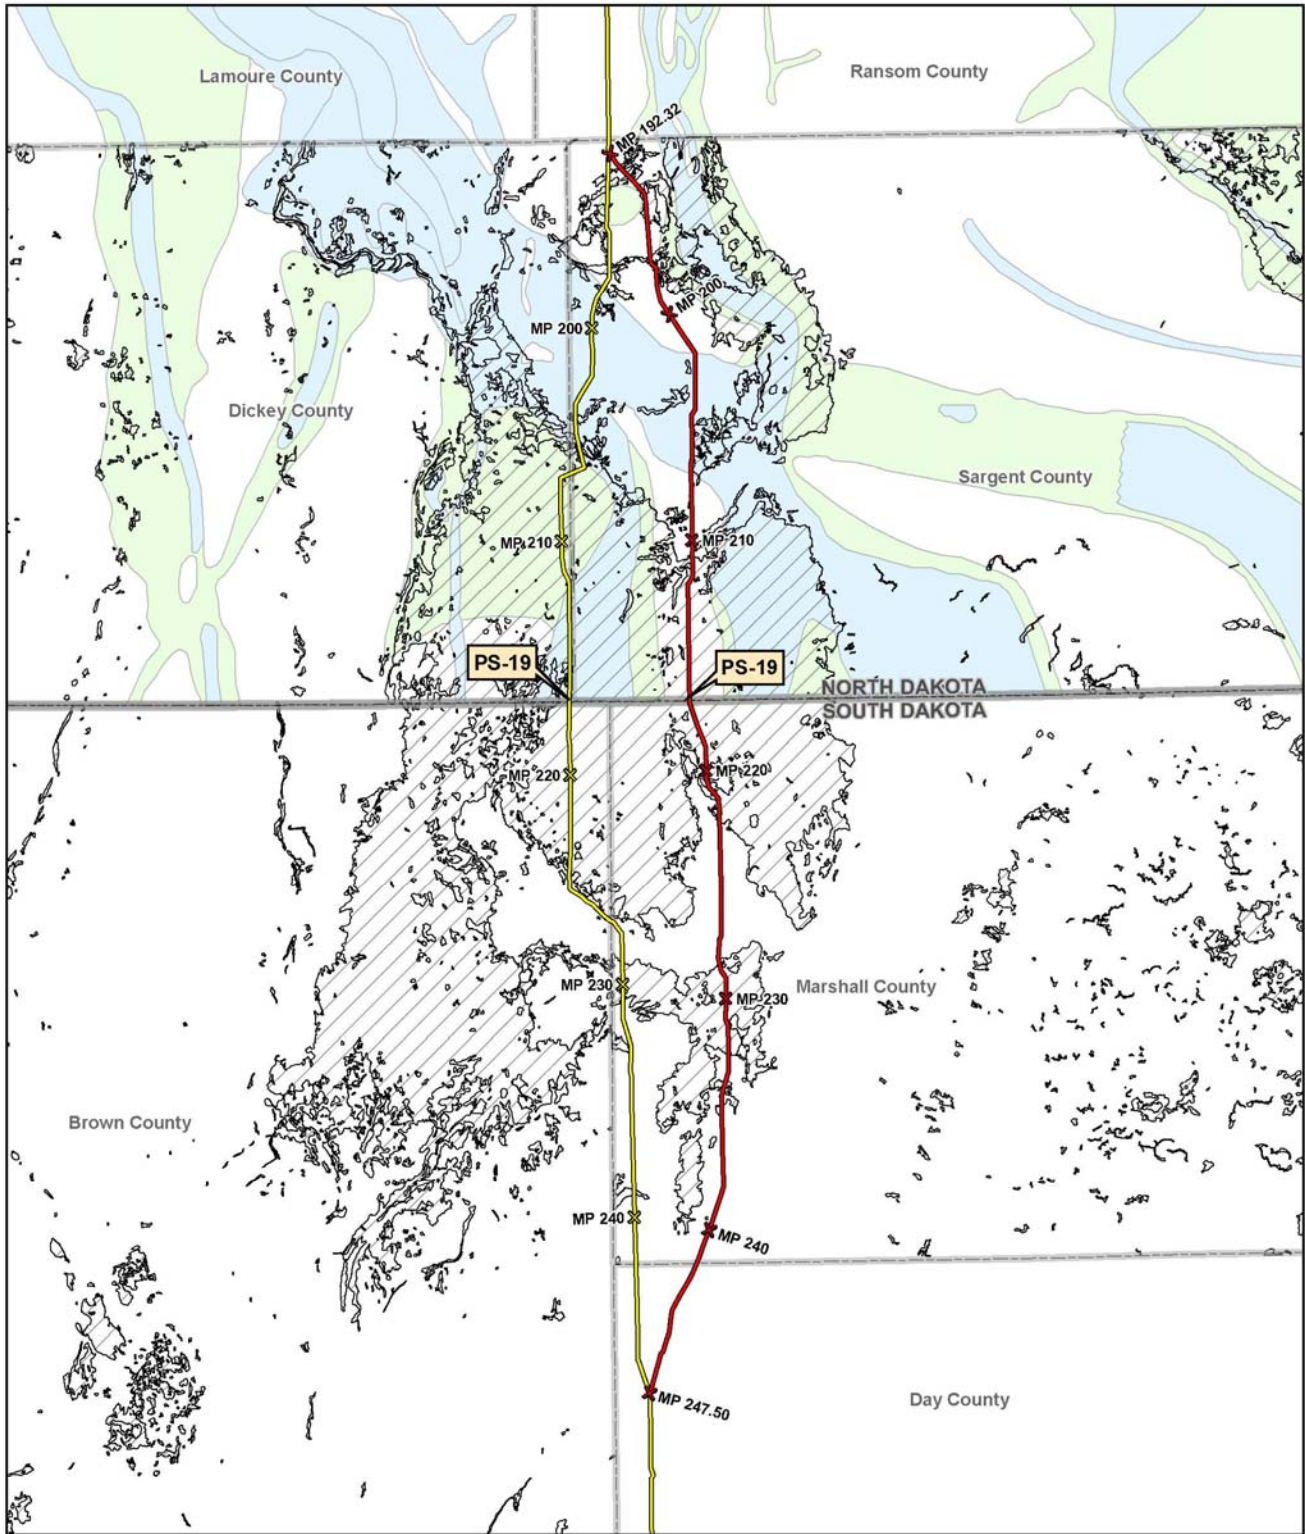 Lamoure County
Ransom County
MP 192.32
MP 200
MP 200
Dickey County
Sargent County
MP 210
MP 210
PS-19
PS-19
NORTH DAKOTA
SOUTH DAKOTA
MP 220
MP 220
MP 230
MP 230
Marshall County
Brown County
MP 240
MP 240
MP 247.50
Day County